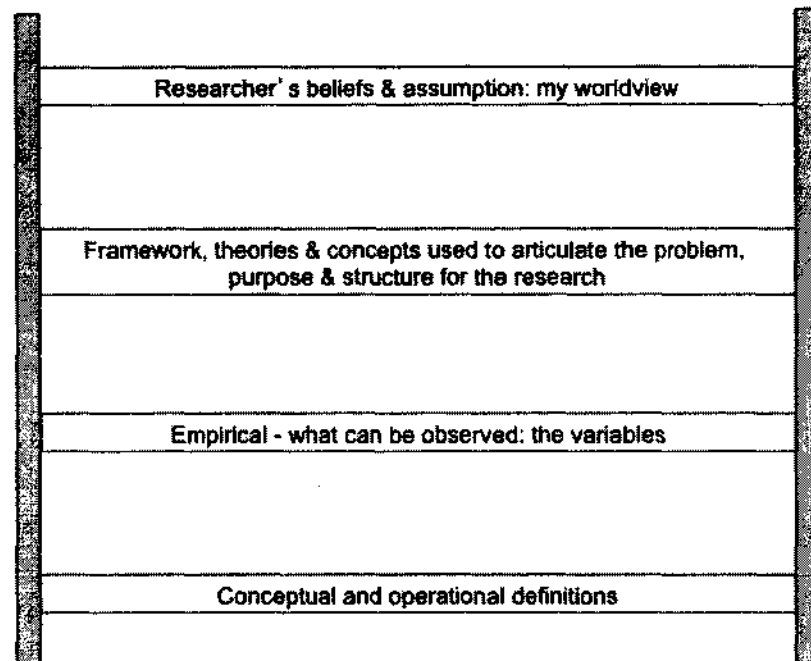 Researcher's beliefs & assumption: my worldview
Framework, theories & concepts used to articulate the problem,
purpose & structure for the research
Empirical - what can be observed: the variables
Conceptual and operational definitions